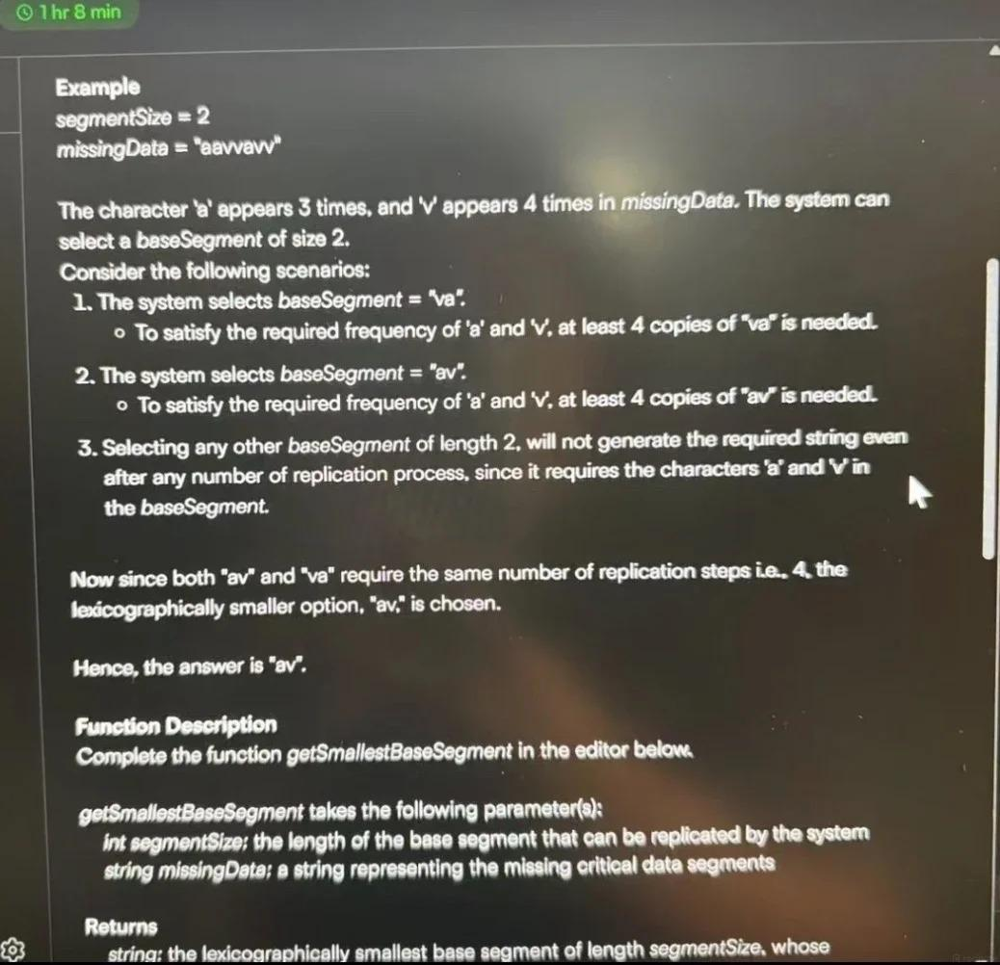 1 hr 8 min
Example
segmentSize = 2
missingData = "aavvavv"
The character 'a' appears 3 times, and 'v' appears 4 times in missingData. The system can
select a baseSegment of size 2.
Consider the following scenarios:
1. The system selects baseSegment = "va".
o To satisfy the required frequency of 'a' and 'v', at least 4 copies of "va" is needed.
2. The system selects baseSegment = "av".
o To satisfy the required frequency of 'a' and 'v', at least 4 copies of "av" is needed.
3. Selecting any other baseSegment of length 2, will not generate the required string even
after any number of replication process, since it requires the characters 'a' and 'v' in
the baseSegment.
Now since both "av" and "va" require the same number of replication steps i.e., 4, the
lexicographically smaller option, "av," is chosen.
Hence, the answer is "av".
Function Description
Complete the function getSmallestBaseSegment in the editor below.
getSmallestBaseSegment takes the following parameter(s):
int segmentSize: the length of the base segment that can be replicated by the system
string missingData: a string representing the missing critical data segments
Returns
string: the lexicographically smallest base segment of length segmentSize, whose